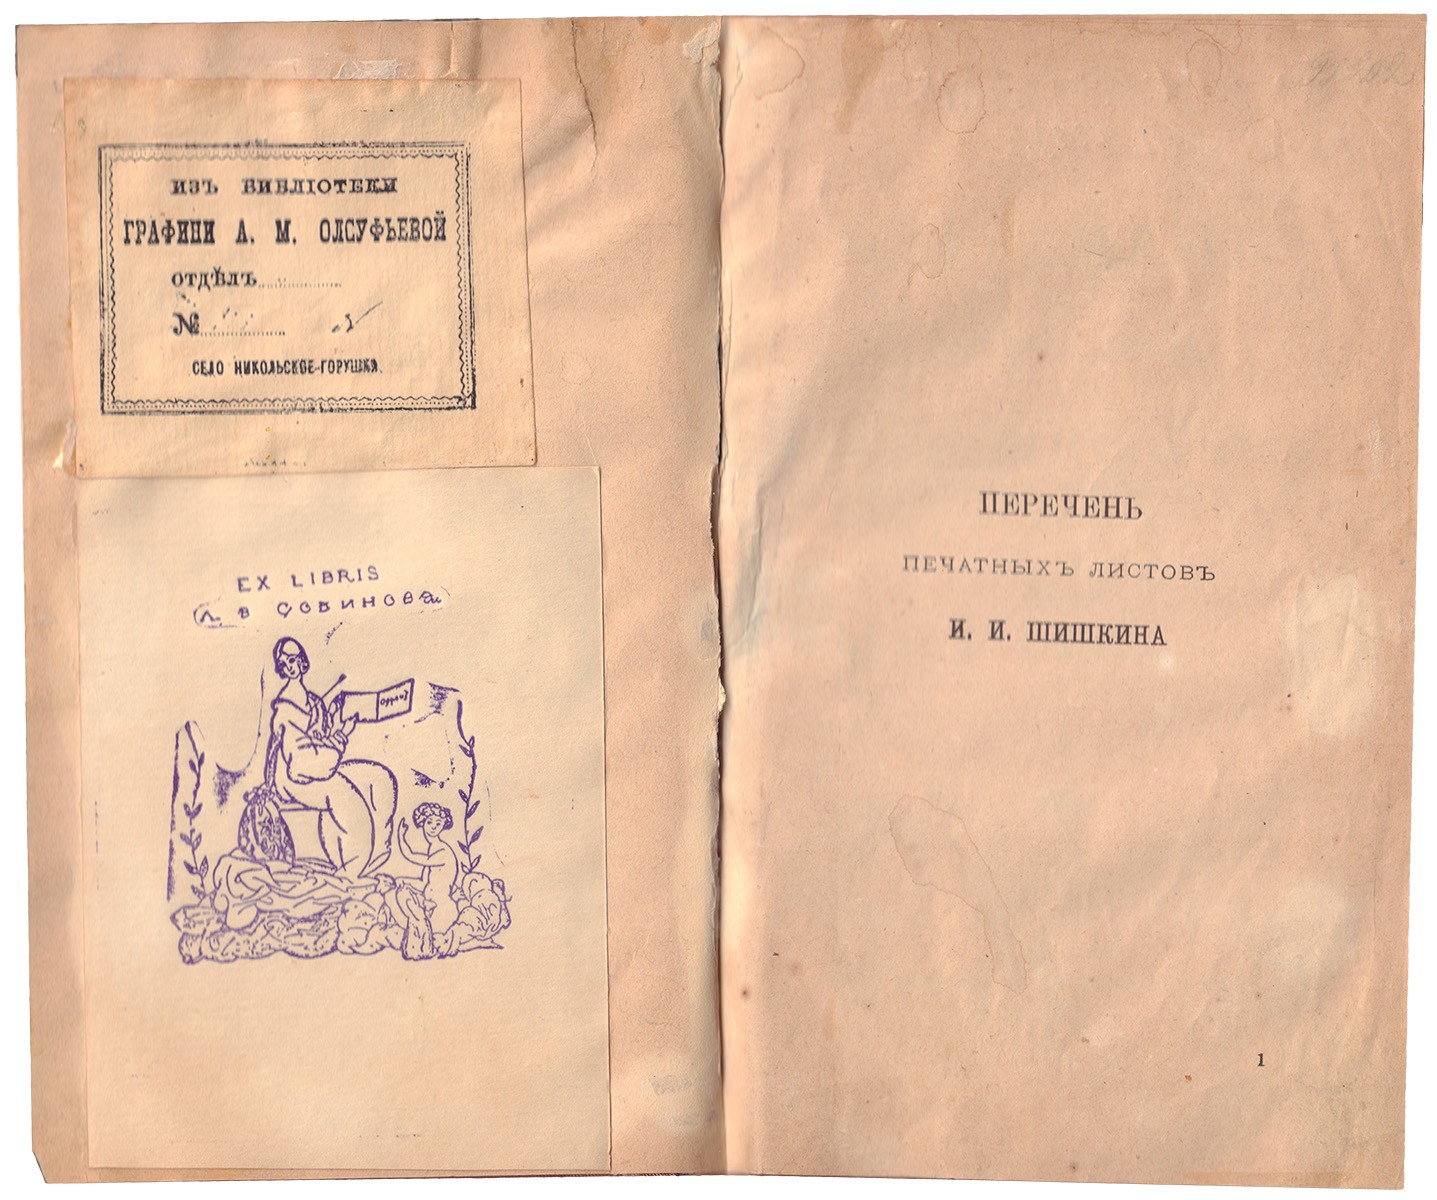 ИЗЪ БИБЛІОТЕКИ
ГРАФИНИ А. М. ОЛСУФЬЕВОЙ
ОТДѢЛЪ
№
СЕЛО НИКОЛЬСКОЕ-ГОРУШКА.
EX LIBRIS
Л. В СОБИНОВА
ПЕРЕЧЕНЬ
ПЕЧАТНЫХЪ ЛИСТОВЪ
И. И. ШИШКИНА
1